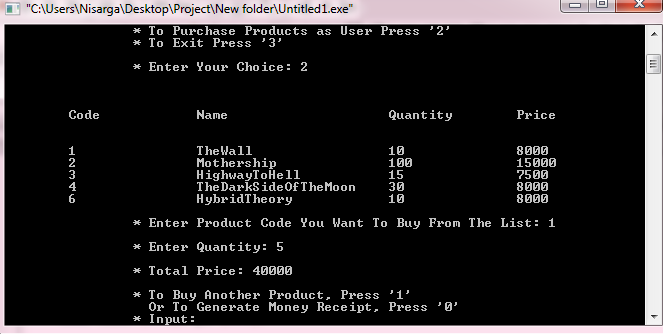 "C:\Users\Nisarga\Desktop\Project\New folder\Untitled1.exe"
* To Purchase Products as User Press '2'
* To Exit Press '3'
* Enter Your Choice: 2
Code Name Quantity Price
1 TheWall 10 8000
2 Mothership 100 15000
3 HighwayToHell 15 7500
4 TheDarkSideOfTheMoon 30 8000
6 HybridTheory 10 8000
* Enter Product Code You Want To Buy From The List: 1
* Enter Quantity: 5
* Total Price: 40000
* To Buy Another Product, Press '1'
Or To Generate Money Receipt, Press '0'
* Input: